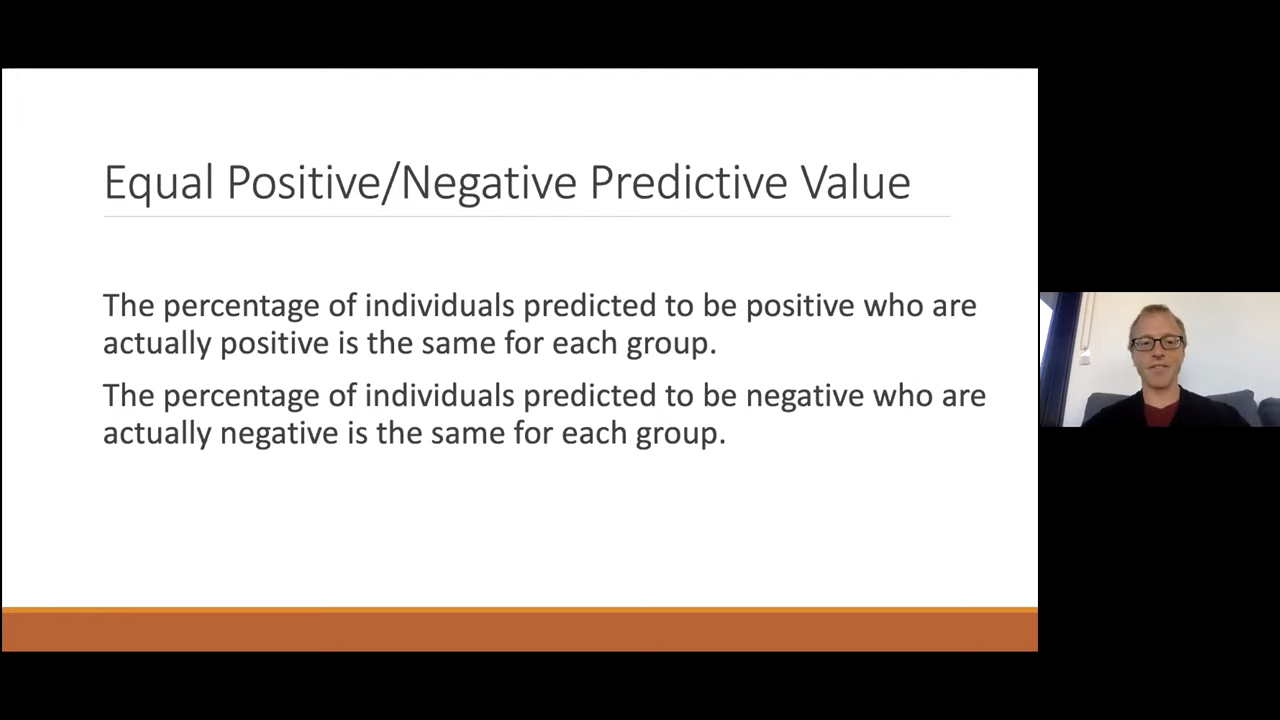 Equal Positive/Negative Predictive Value
The percentage of individuals predicted to be positive who are
actually positive is the same for each group.
The percentage of individuals predicted to be negative who are
actually negative is the same for each group.